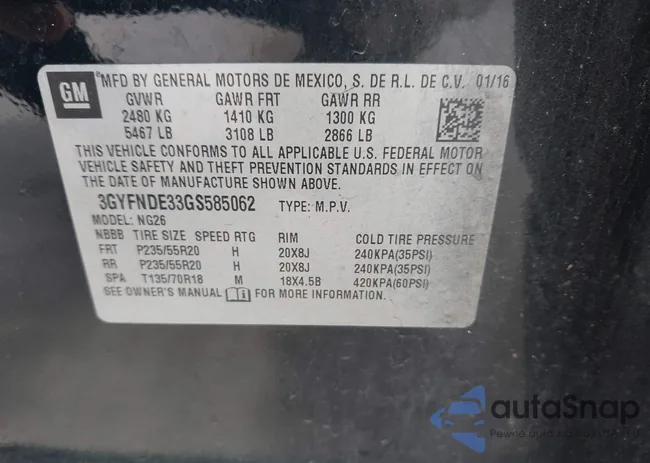 GM
MFD BY GENERAL MOTORS DE MEXICO, S. DE R.L. DE C.V. 01/16
GVWR GAWR FRT GAWR RR
2480 KG 1410 KG 1300 KG
5467 LB 3108 LB 2866 LB
THIS VEHICLE CONFORMS TO ALL APPLICABLE U.S. FEDERAL MOTOR
VEHICLE SAFETY AND THEFT PREVENTION STANDARDS IN EFFECT ON
DATE OF MANUFACTURE SHOWN ABOVE.
3GYFNDE33GS585062 TYPE: M.P.V.
MODEL: NG26
NBBB TIRE SIZE SPEED RTG RIM COLD TIRE PRESSURE
FRT P235/55R20 H 20X8J 240KPA(35PSI)
RR P235/55R20 H 20X8J 240KPA(35PSI)
SPA T135/70R18 M 18X4.5B 420KPA(60PSI)
SEE OWNER'S MANUAL FOR MORE INFORMATION.
autaSnap
Pewne auta